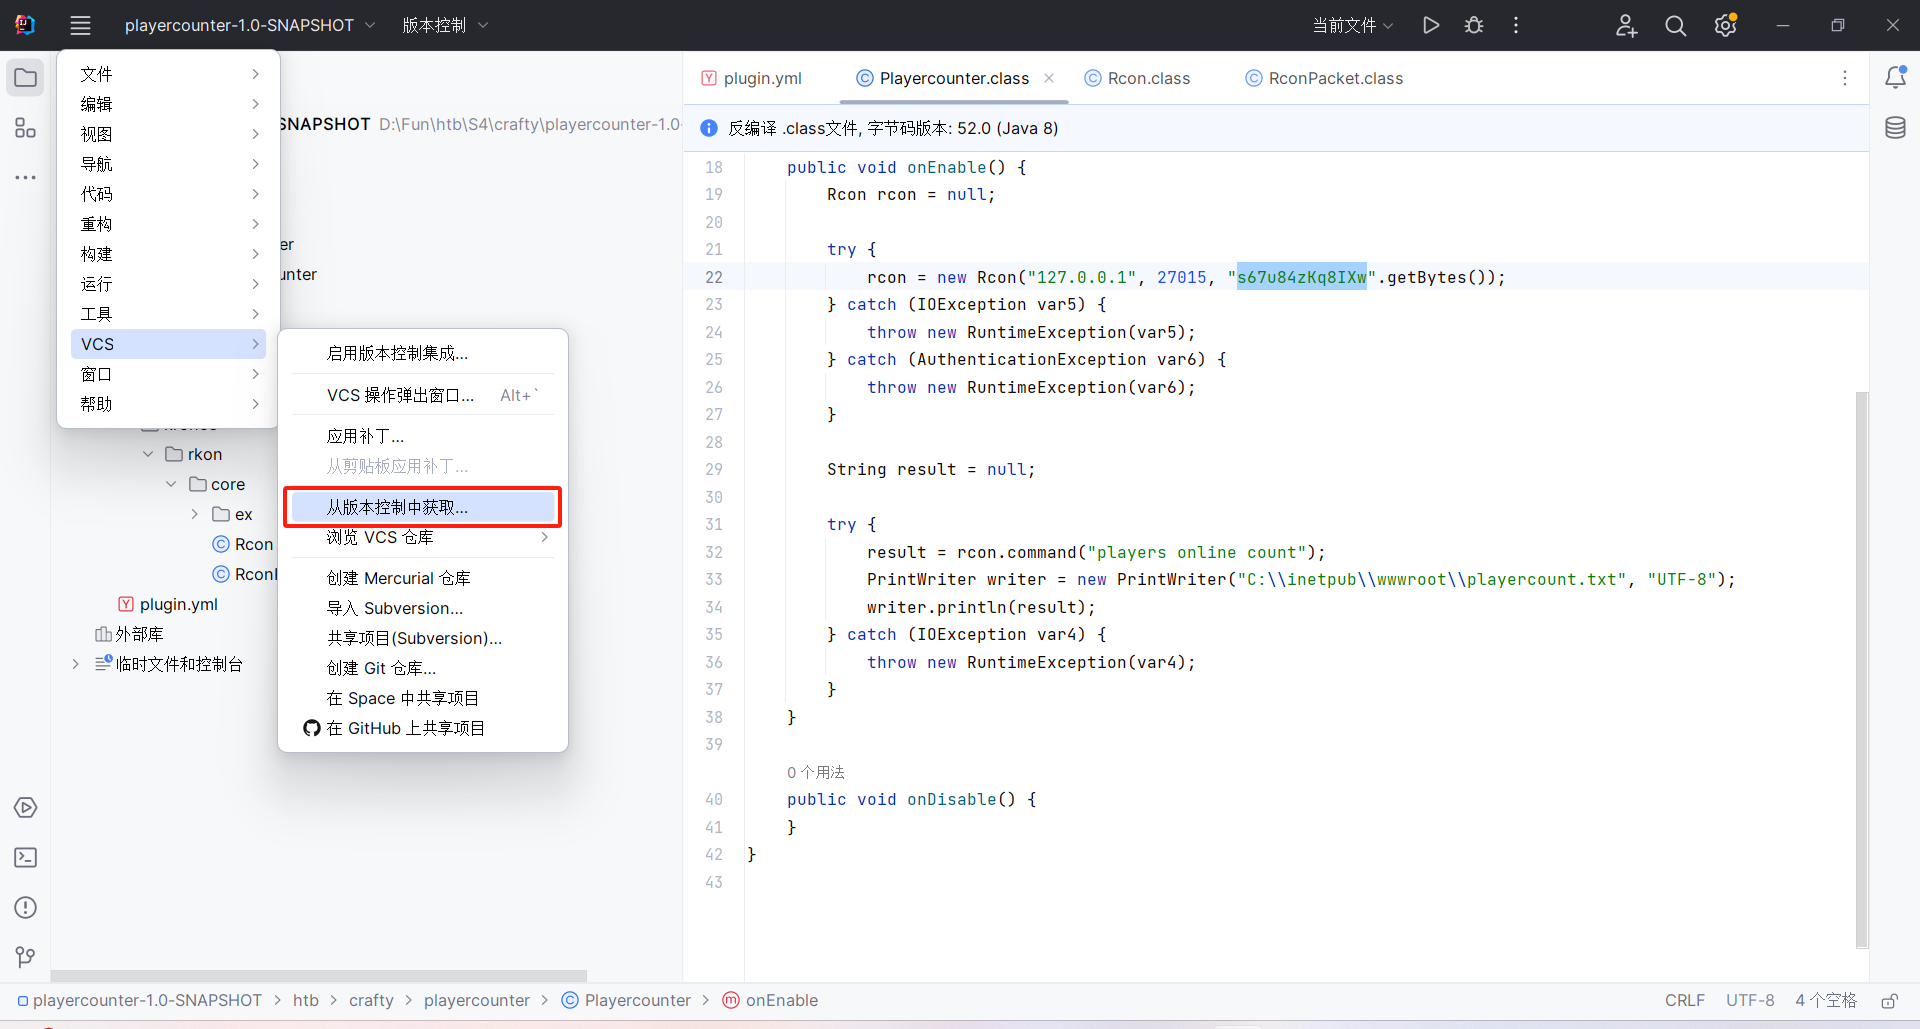 playercounter-1.0-SNAPSHOT
版本控制
当前文件
文件
编辑
视图
导航
代码
重构
构建
运行
工具
VCS
窗口
帮助
SNAPSHOT D:\Fun\htb\S4\crafty\playercounter-1.0-
er
unter
rkon
core
ex
Rcon
Rconl
plugin.yml
外部库
临时文件和控制台
启用版本控制集成...
VCS 操作弹出窗口... Alt+`
应用补丁...
从剪贴板应用补丁...
从版本控制中获取...
浏览 VCS 仓库
创建 Mercurial 仓库
导入 Subversion...
共享项目(Subversion)...
创建 Git 仓库...
在 Space 中共享项目
在 GitHub 上共享项目
plugin.yml
Playercounter.class
Rcon.class
RconPacket.class
反编译 .class文件, 字节码版本: 52.0 (Java 8)
18 public void onEnable() {
19 Rcon rcon = null;
20
21 try {
22 rcon = new Rcon("127.0.0.1", 27015, "s67u84zKq8IXw".getBytes());
23 } catch (IOException var5) {
24 throw new RuntimeException(var5);
25 } catch (AuthenticationException var6) {
26 throw new RuntimeException(var6);
27 }
28
29 String result = null;
30
31 try {
32 result = rcon.command("players online count");
33 PrintWriter writer = new PrintWriter("C:\\inetpub\\wwwroot\\playercount.txt", "UTF-8");
34 writer.println(result);
35 } catch (IOException var4) {
36 throw new RuntimeException(var4);
37 }
38 }
39
0 个用法
40 public void onDisable() {
41 }
42 }
43
playercounter-1.0-SNAPSHOT > htb > crafty > playercounter > Playercounter > onEnable
CRLF UTF-8 4 个空格